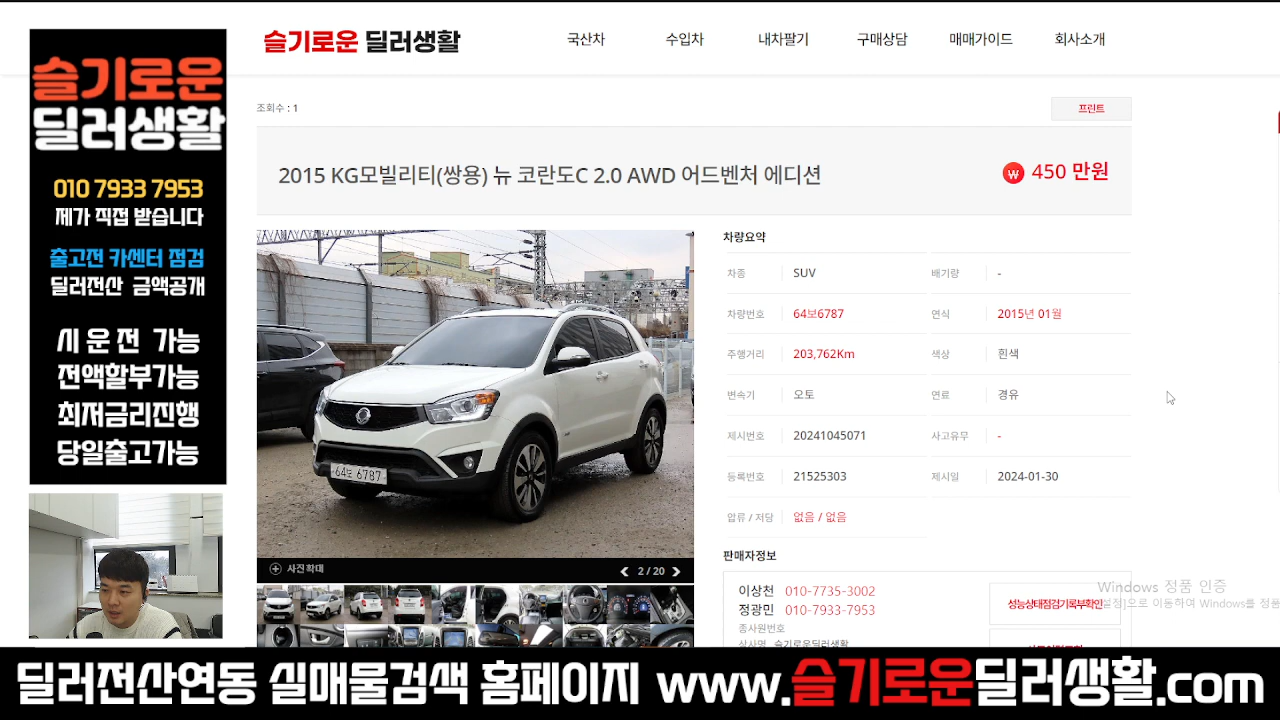 슬기로운
딜러생활
010 7933 7953
제가 직접 받습니다
출고전 카센터 점검
딜러전산 금액공개
시운전 가능
전액할부가능
최저금리진행
당일출고가능
슬기로운 딜러생활
국산차 수입차 내차팔기 구매상담 매매가이드 회사소개
조회수 : 1
프린트
2015 KG모빌리티(쌍용) 뉴 코란도C 2.0 AWD 어드벤처 에디션
₩ 450 만원
64보 6787
사진확대
2 / 20
차량요약
차종 SUV 배기량 -
차량번호 64보6787 연식 2015년 01월
주행거리 203,762Km 색상 흰색
변속기 오토 연료 경유
제시번호 20241045071 사고유무 -
등록번호 21525303 제시일 2024-01-30
압류 / 저당 없음 / 없음
판매자정보
이상천 010-7735-3002
정광민 010-7933-7953
종사원번호
상사명 슬기로운딜러생활
성능상태점검기록부확인
Windows 정품 인증
[설정]으로 이동하여 Windows를 정품
딜러전산연동 실매물검색 홈페이지 www.슬기로운딜러생활.com